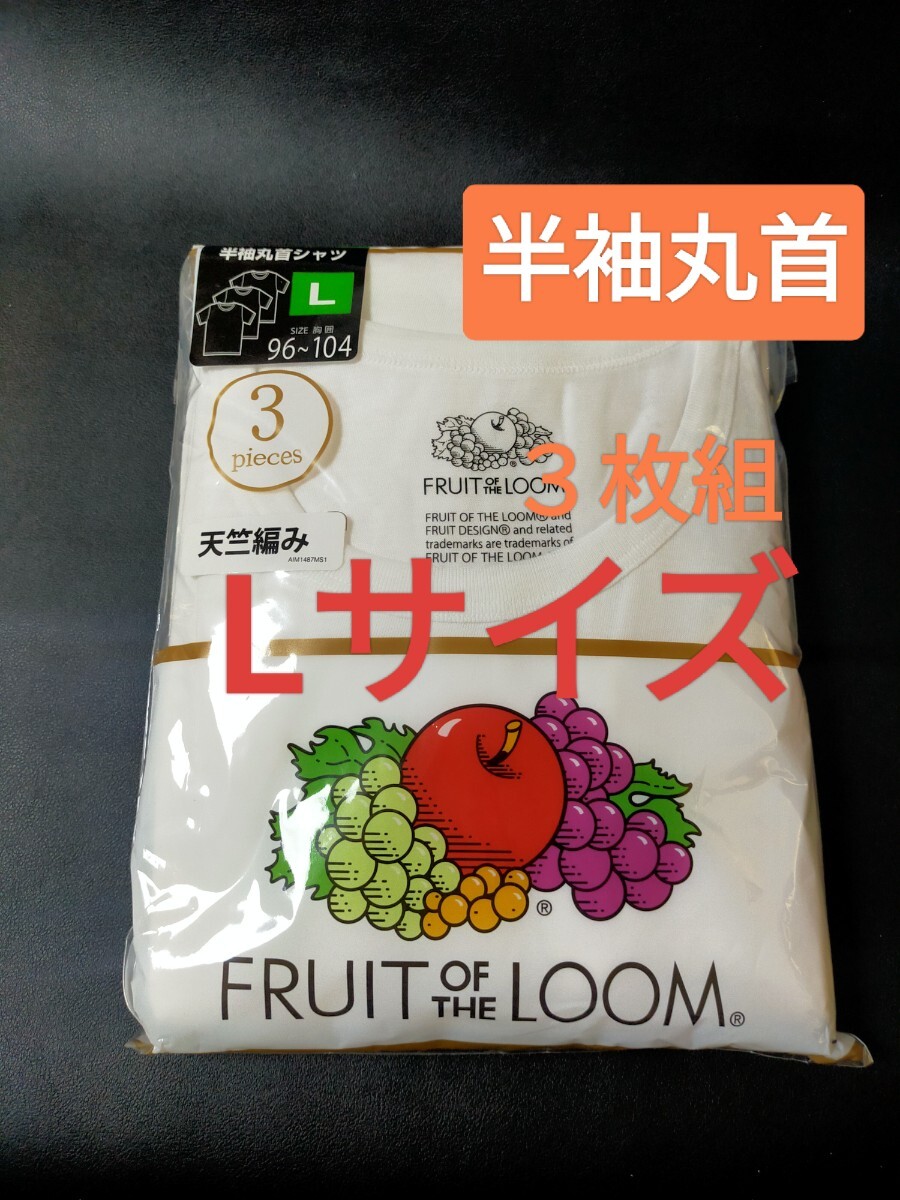 半袖丸首
半袖丸首シャツ
L
SIZE 胸囲
96~104
3
pieces
FRUIT OF THE LOOM
３枚組
FRUIT OF THE LOOM® and
FRUIT DESIGN® and related
trademarks are trademarks of
FRUIT OF THE LOOM
天竺編み
AIM1487MS1
Lサイズ
®
FRUIT OF THE LOOM®